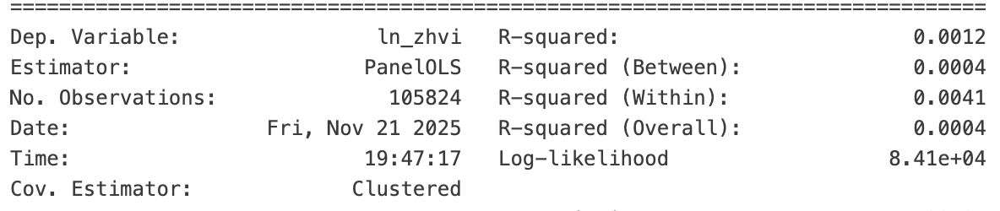 ================================================================================
Dep. Variable: ln_zhvi R-squared: 0.0012
Estimator: PanelOLS R-squared (Between): 0.0004
No. Observations: 105824 R-squared (Within): 0.0041
Date: Fri, Nov 21 2025 R-squared (Overall): 0.0004
Time: 19:47:17 Log-likelihood 8.41e+04
Cov. Estimator: Clustered